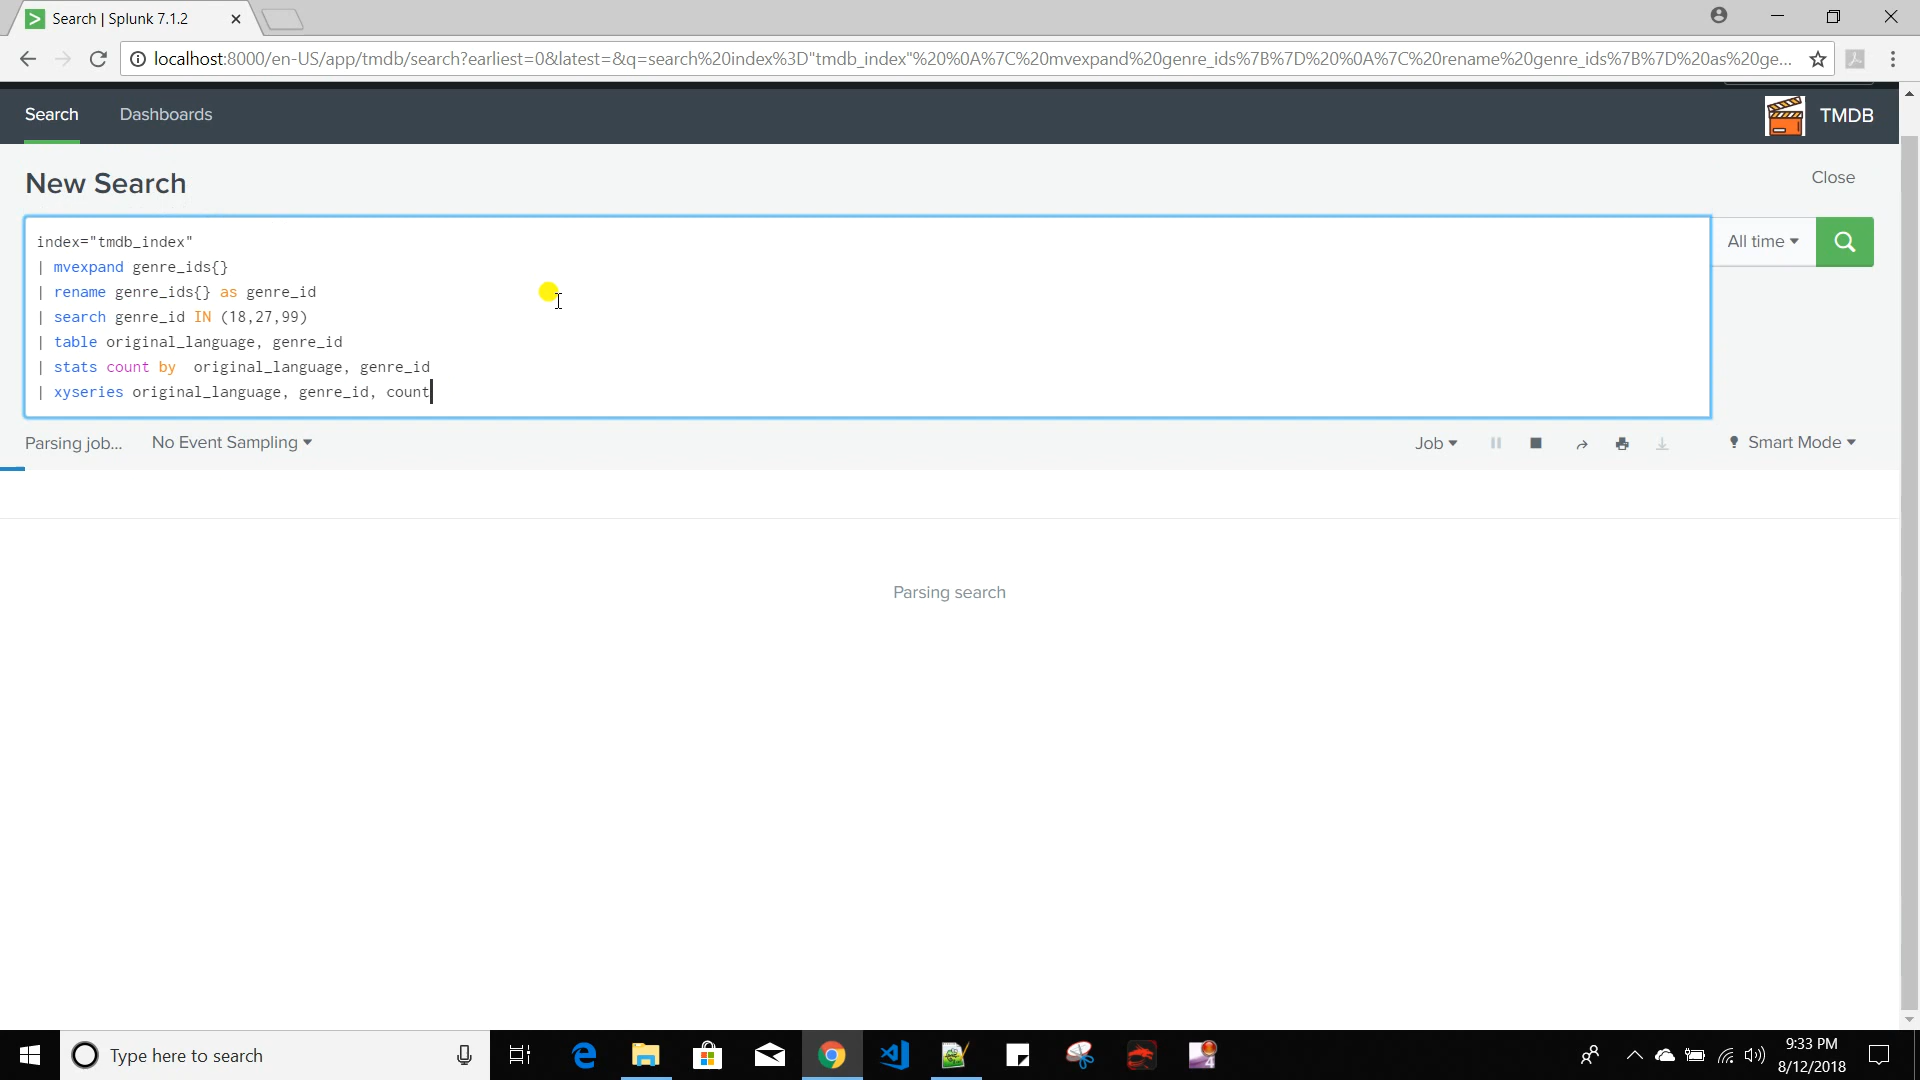 Search | Splunk 7.1.2
localhost:8000/en-US/app/tmdb/search?earliest=0&latest=&q=search%20index%3D"tmdb_index"%20%0A%7C%20mvexpand%20genre_ids%7B%7D%20%0A%7C%20rename%20genre_ids%7B%7D%20as%20ge...
Search Dashboards TMDB
New Search
Close
index="tmdb_index"
| mvexpand genre_ids{}
| rename genre_ids{} as genre_id
| search genre_id IN (18,27,99)
| table original_language, genre_id
| stats count by  original_language, genre_id
| xyseries original_language, genre_id, count
All time
Parsing job... No Event Sampling Job Smart Mode
Parsing search
Type here to search
9:33 PM
8/12/2018